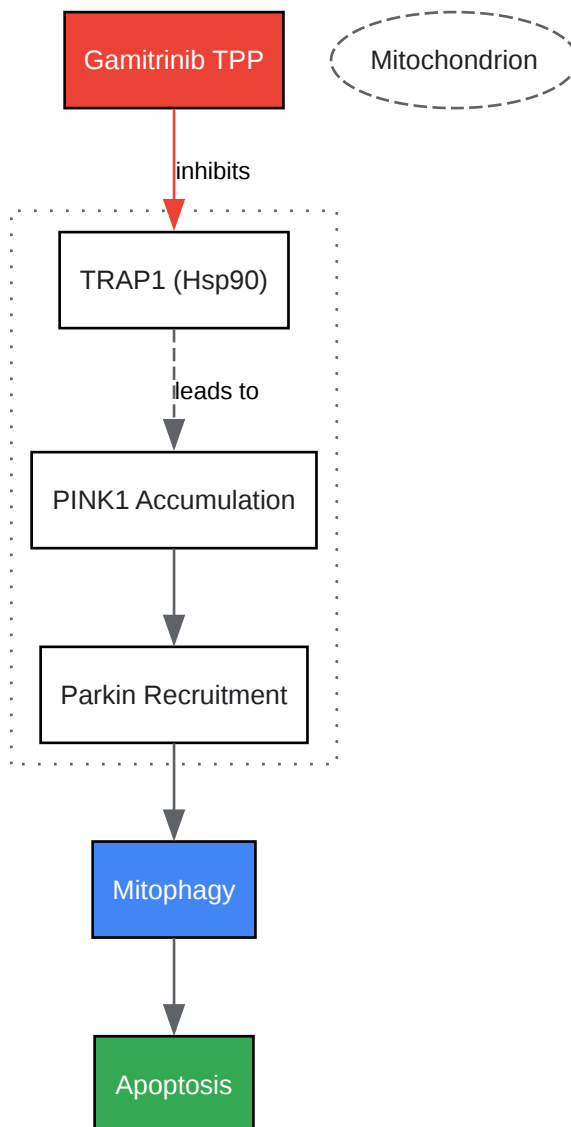 Gamitrinib TPP
Mitochondrion
inhibits
TRAP1 (Hsp90)
leads to
PINK1 Accumulation
Parkin Recruitment
Mitophagy
Apoptosis